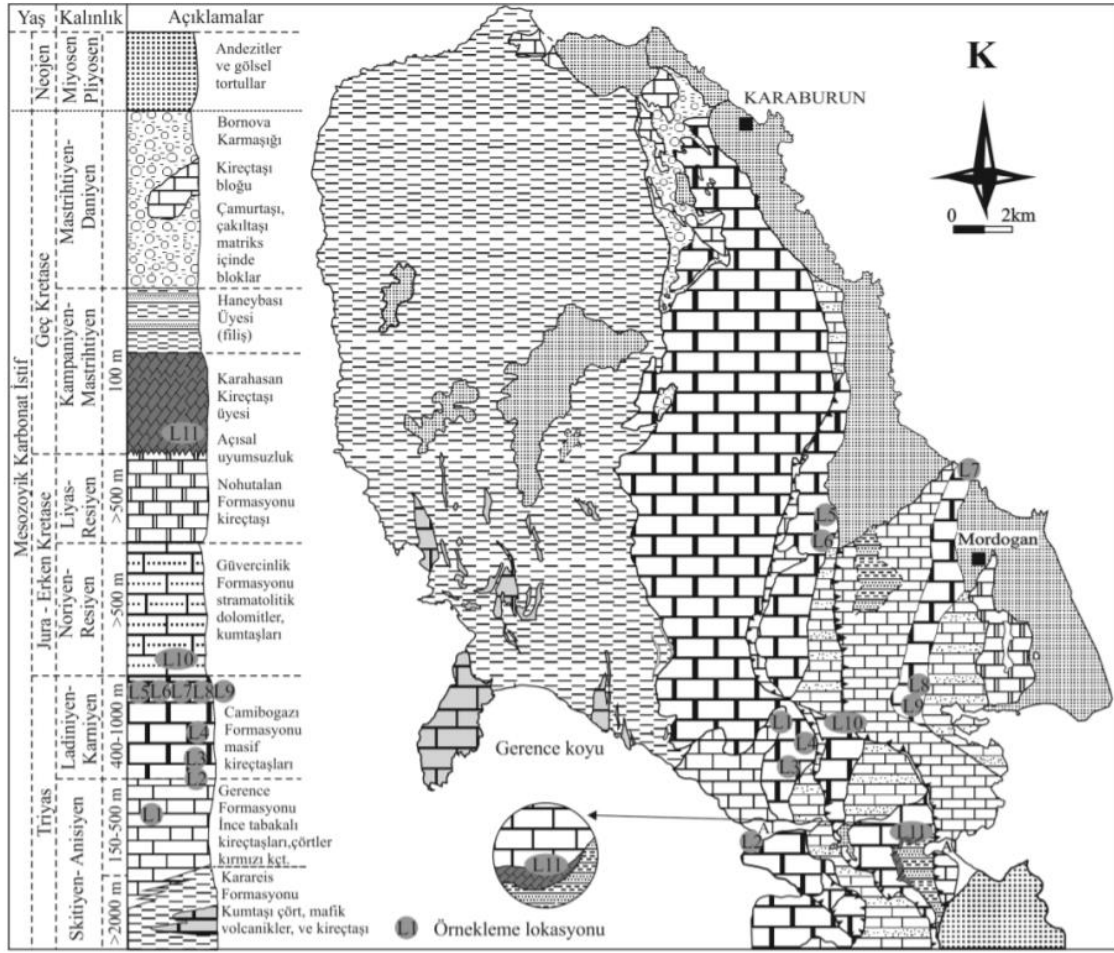 Yaş Kalınlık Açıklamalar
Neojen
Miyosen
Pliyosen
Andezitler
ve gölsel
tortullar
Mesozoyik Karbonat İstif
Geç Kretase
Mastrihtiyen-
Daniyen
Bornova
Karmaşığı
Kireçtaşı
bloğu
Çamurtaşı,
çakıltaşı
matriks
içinde
bloklar
Kampaniyen-
Mastrihtiyen
100 m
Haneybası
Üyesi
(filiş)
Karahasan
Kireçtaşı
üyesi
L11
Açısal
uyumsuzluk
Jura - Erken Kretase
Liyas-
Resiyen
>500 m
Nohutalan
Formasyonu
kireçtaşı
Noriyen-
Resiyen
>500 m
Güvercinlik
Formasyonu
stramatolitik
dolomitler,
kumtaşları
L10
Triyas
Ladiniyen-
Karniyen
400-1000 m
L5 L6 L7 L8 L9
L4
L3
L2
Camibogazı
Formasyonu
masif
kireçtaşları
Skitiyen- Anisiyen
150-500 m
L1
Gerence
Formasyonu
İnce tabakalı
kireçtaşları,çörtler
kırmızı kçt.
>2000 m
Karareis
Formasyonu
Kumtaşı çört, mafik
volcanikler, ve kireçtaşı
K
0 2km
KARABURUN
L7
L5
L6
Mordogan
L8
L9
L1
L10
L4
L3
Gerence koyu
L2
A
L11
L11
L1 Örnekleme lokasyonu